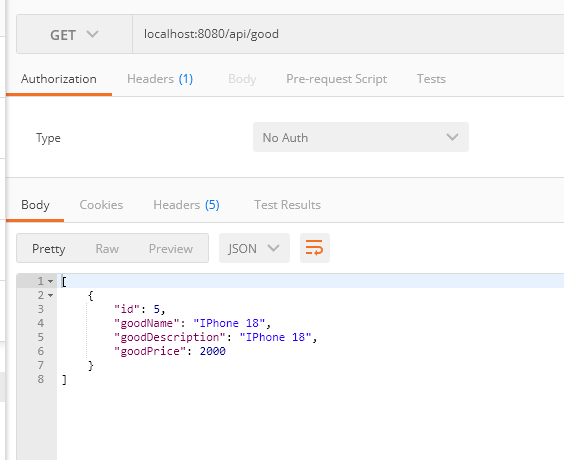 GET localhost:8080/api/good
Authorization Headers (1) Body Pre-request Script Tests
Type No Auth
Body Cookies Headers (5) Test Results
Pretty Raw Preview JSON
1 [
2 {
3 "id": 5,
4 "goodName": "IPhone 18",
5 "goodDescription": "IPhone 18",
6 "goodPrice": 2000
7 }
8 ]